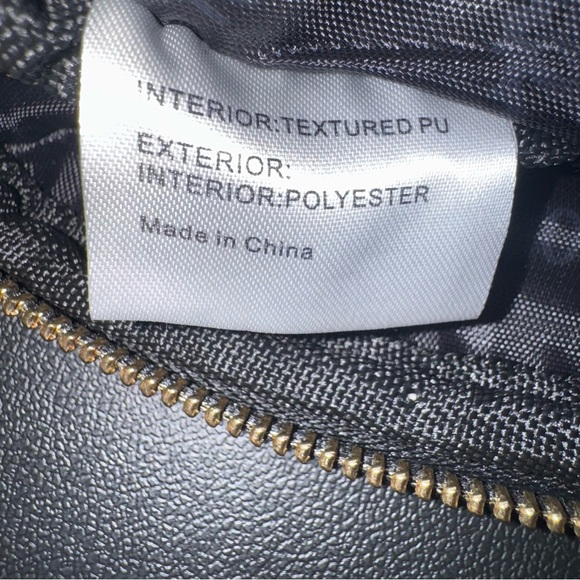 INTERIOR:TEXTURED PU
EXTERIOR:
INTERIOR:POLYESTER
Made in China